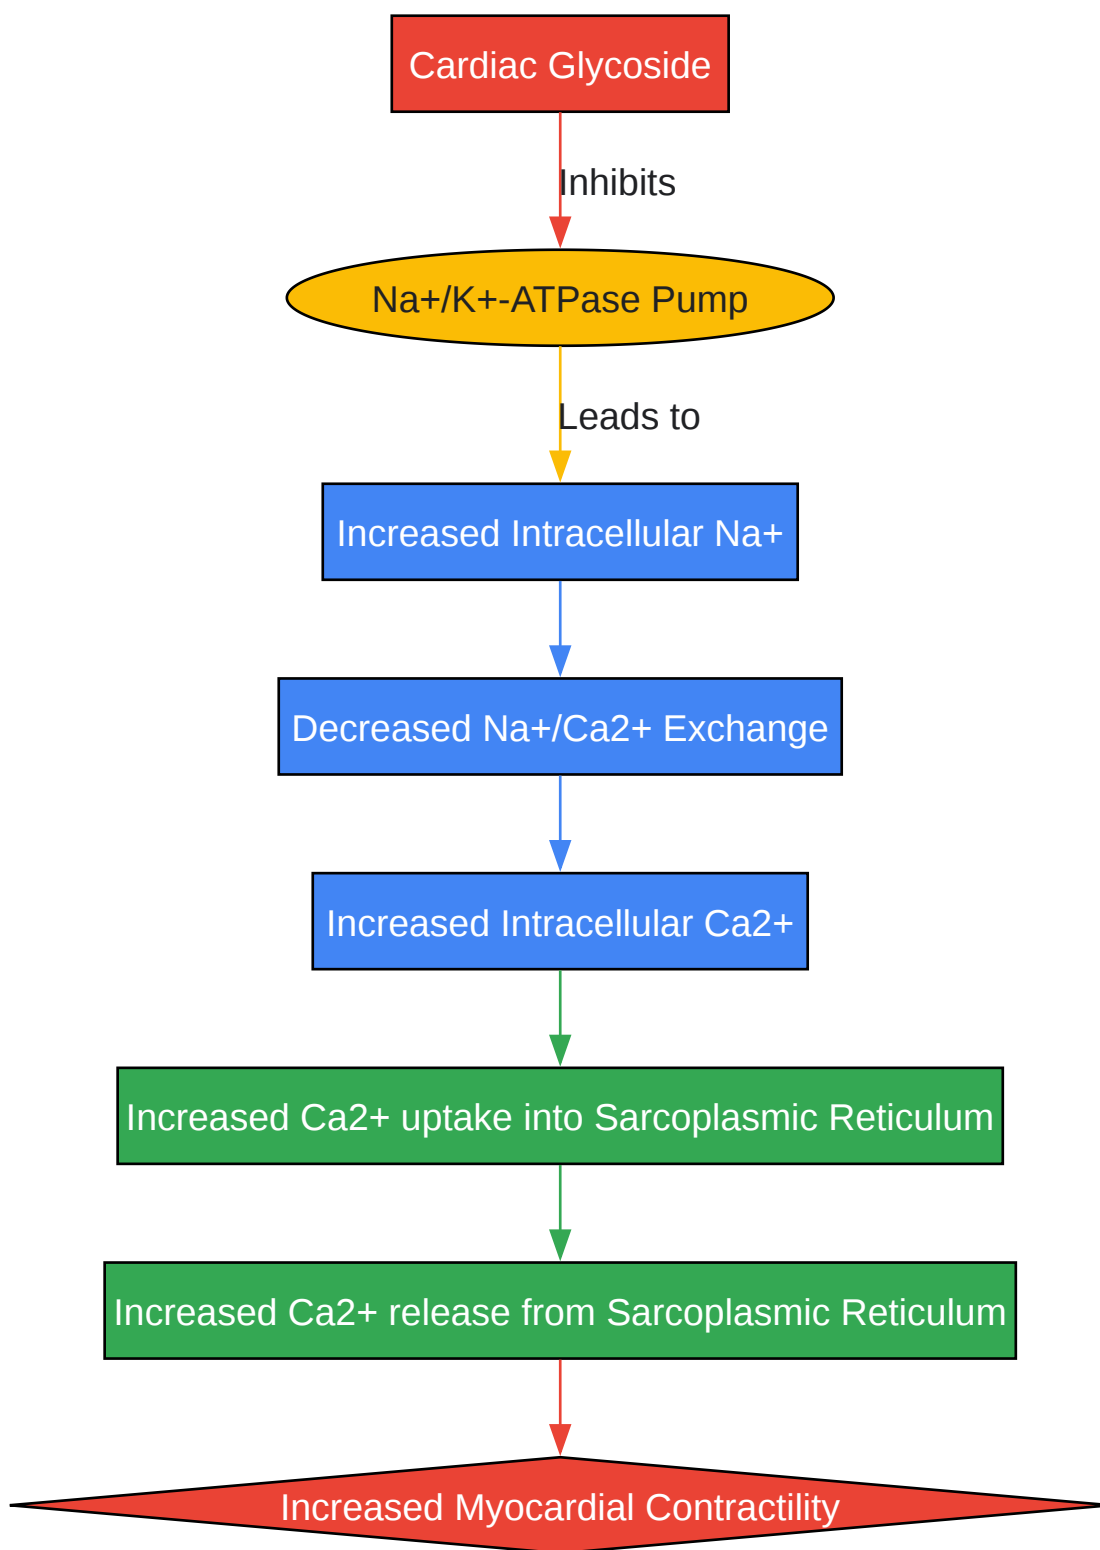 Cardiac Glycoside
Inhibits
Na+/K+-ATPase Pump
Leads to
Increased Intracellular Na+
Decreased Na+/Ca2+ Exchange
Increased Intracellular Ca2+
Increased Ca2+ uptake into Sarcoplasmic Reticulum
Increased Ca2+ release from Sarcoplasmic Reticulum
Increased Myocardial Contractility